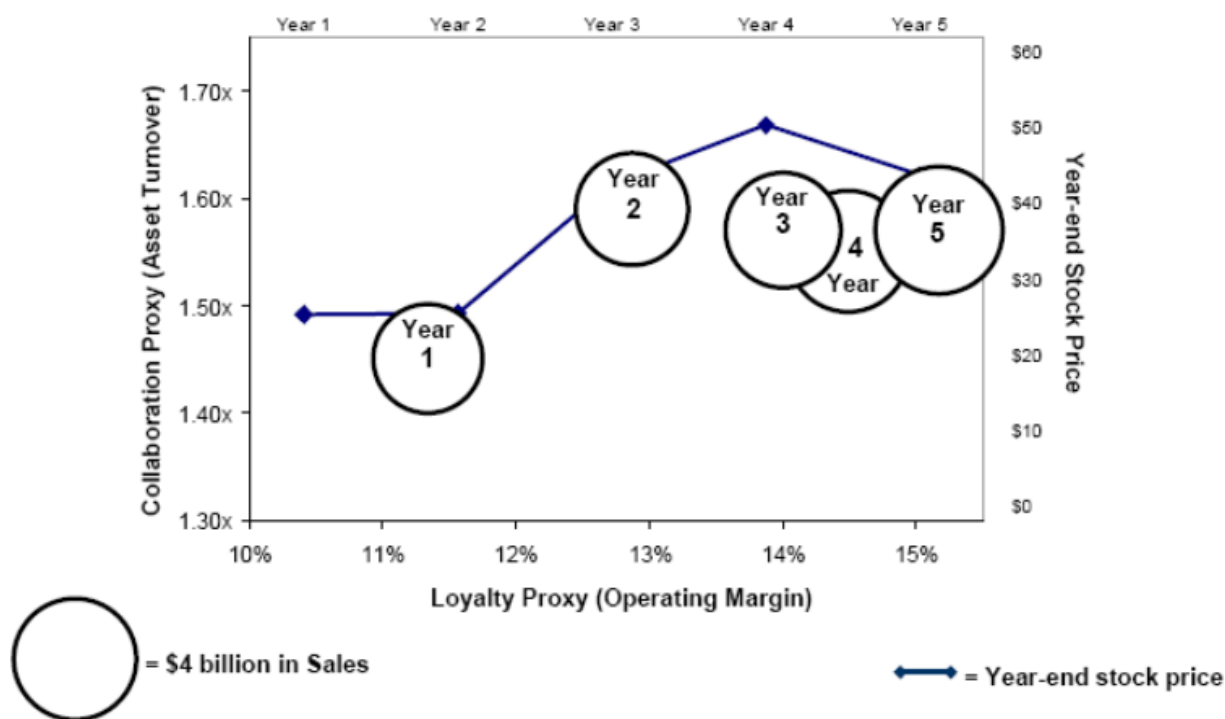 Year 1 Year 2 Year 3 Year 4 Year 5
Collaboration Proxy (Asset Turnover)
1.70x
1.60x
1.50x
1.40x
1.30x
$60
$50
$40
$30
$20
$10
$0
Year-end Stock Price
Year
1
Year
2
Year
3
4
Year
Year
5
10% 11% 12% 13% 14% 15%
Loyalty Proxy (Operating Margin)
= $4 billion in Sales
= Year-end stock price